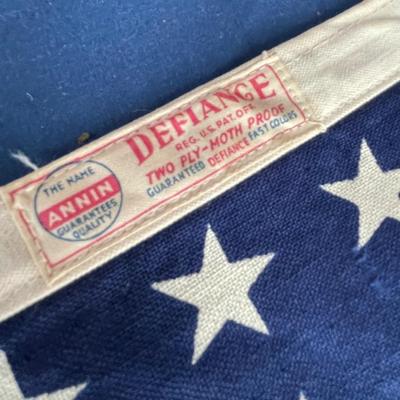 THE NAME
ANNIN
GUARANTEES
QUALITY
DEFIANCE
REG. U.S. PAT. OFF.
TWO PLY-MOTH PROOF
GUARANTEED DEFIANCE FAST COLORS